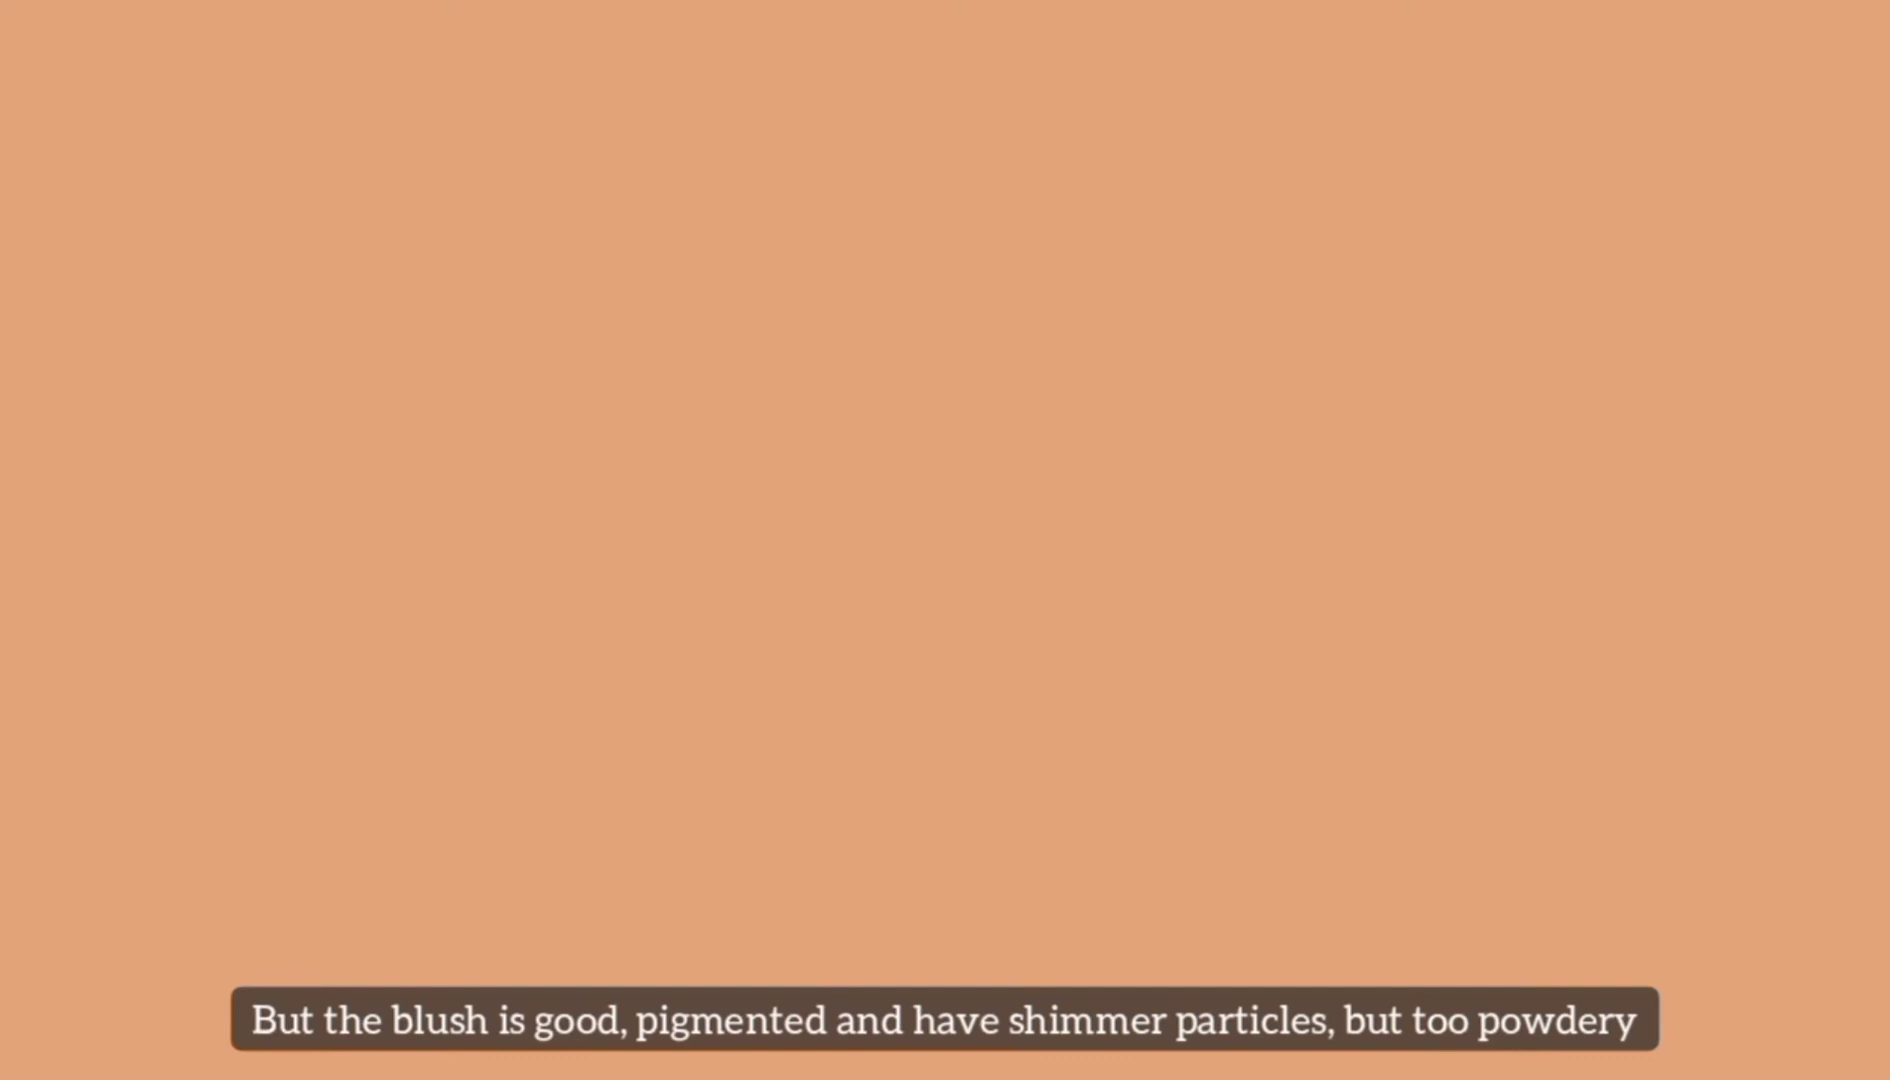 But the blush is good, pigmented and have shimmer particles, but too powdery